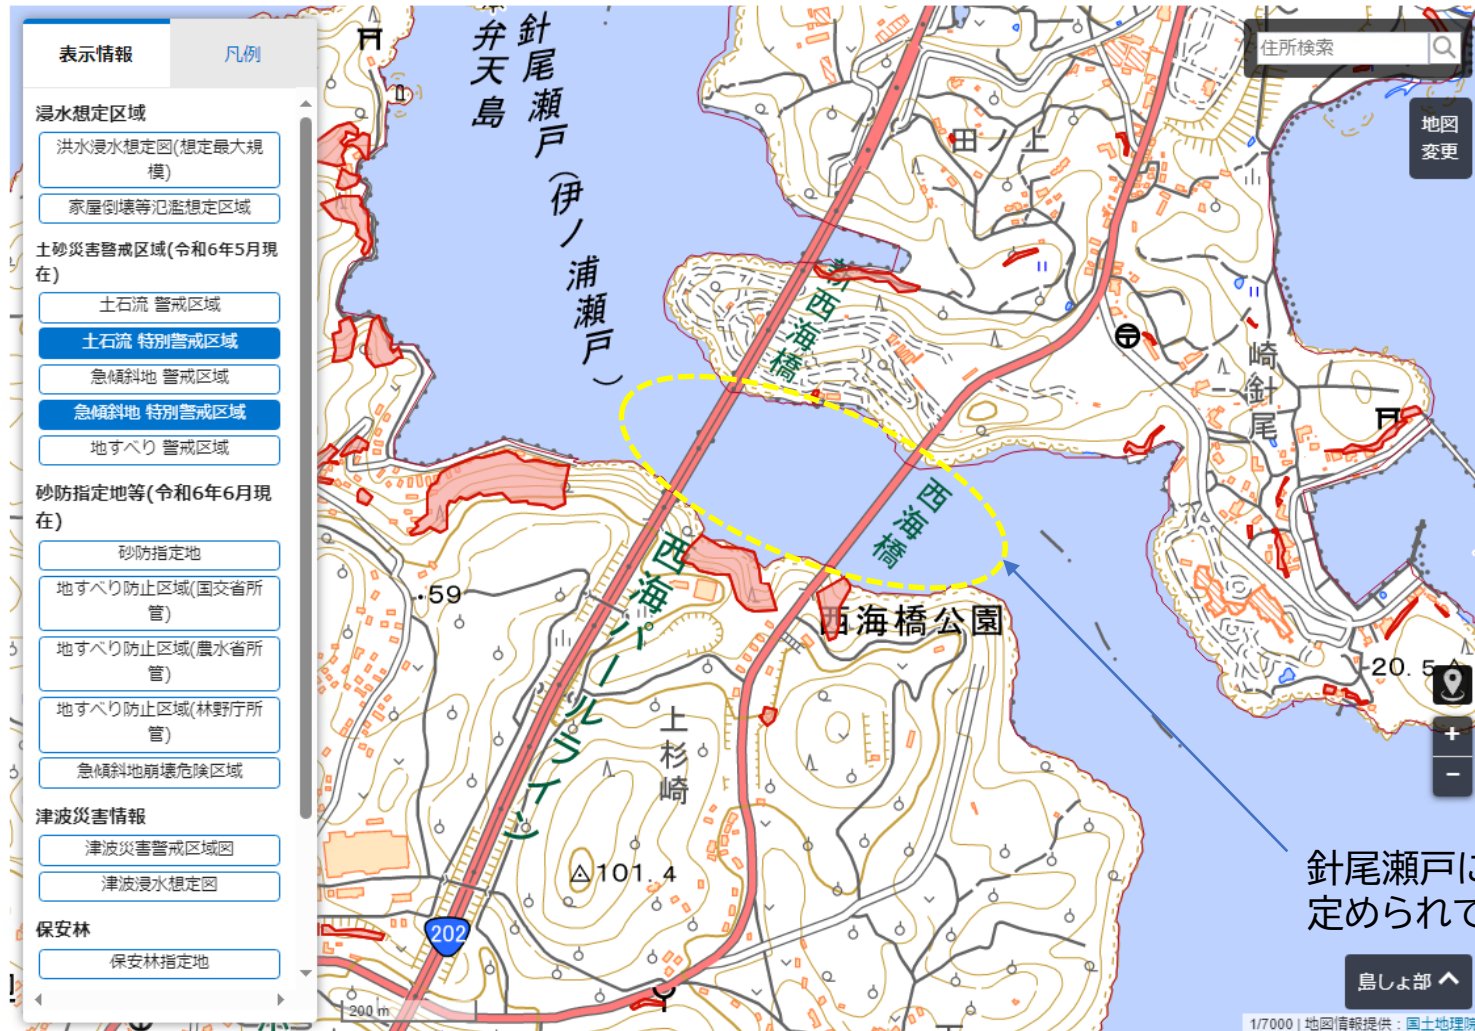 表示情報
凡例
浸水想定区域
洪水浸水想定図(想定最大規
模)
家屋倒壊等氾濫想定区域
土砂災害警戒区域(令和6年5月現
在)
土石流 警戒区域
土石流 特別警戒区域
急傾斜地 警戒区域
急傾斜地 特別警戒区域
地すべり 警戒区域
砂防指定地等(令和6年6月現
在)
砂防指定地
地すべり防止区域(国交省所
管)
地すべり防止区域(農水省所
管)
地すべり防止区域(林野庁所
管)
急傾斜地崩壊危険区域
津波災害情報
津波災害警戒区域図
津波浸水想定図
保安林
保安林指定地
弁天島
針尾瀬戸(伊ノ浦瀬戸)
田ノ上
新西海橋
西海橋
崎針尾
西海パールライン
西海橋公園
上杉崎
59
101.4
20.5
202
200 m
住所検索
地図
変更
+
−
針尾瀬戸に
定められて
島しょ部
1/7000 | 地図情報提供：国土地理院